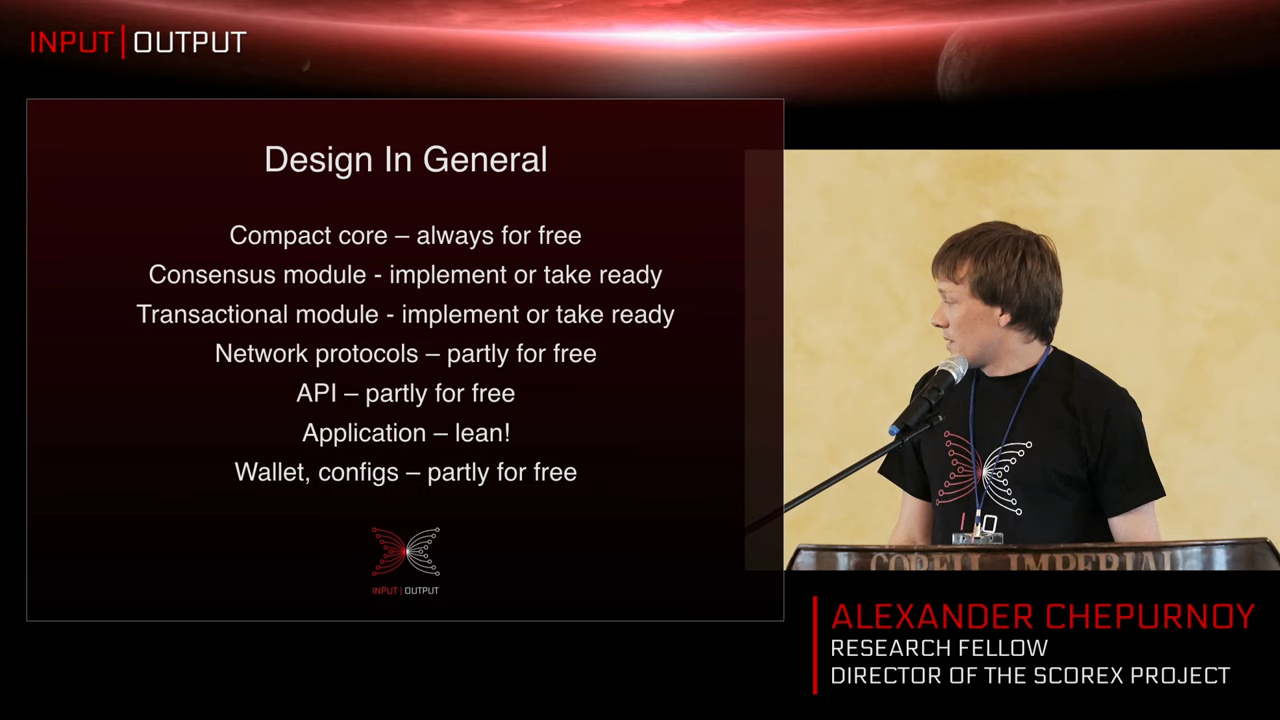 INPUT | OUTPUT
Design In General
Compact core – always for free
Consensus module - implement or take ready
Transactional module - implement or take ready
Network protocols – partly for free
API – partly for free
Application – lean!
Wallet, configs – partly for free
INPUT | OUTPUT
I O
ALEXANDER CHEPURNOY
RESEARCH FELLOW
DIRECTOR OF THE SCOREX PROJECT